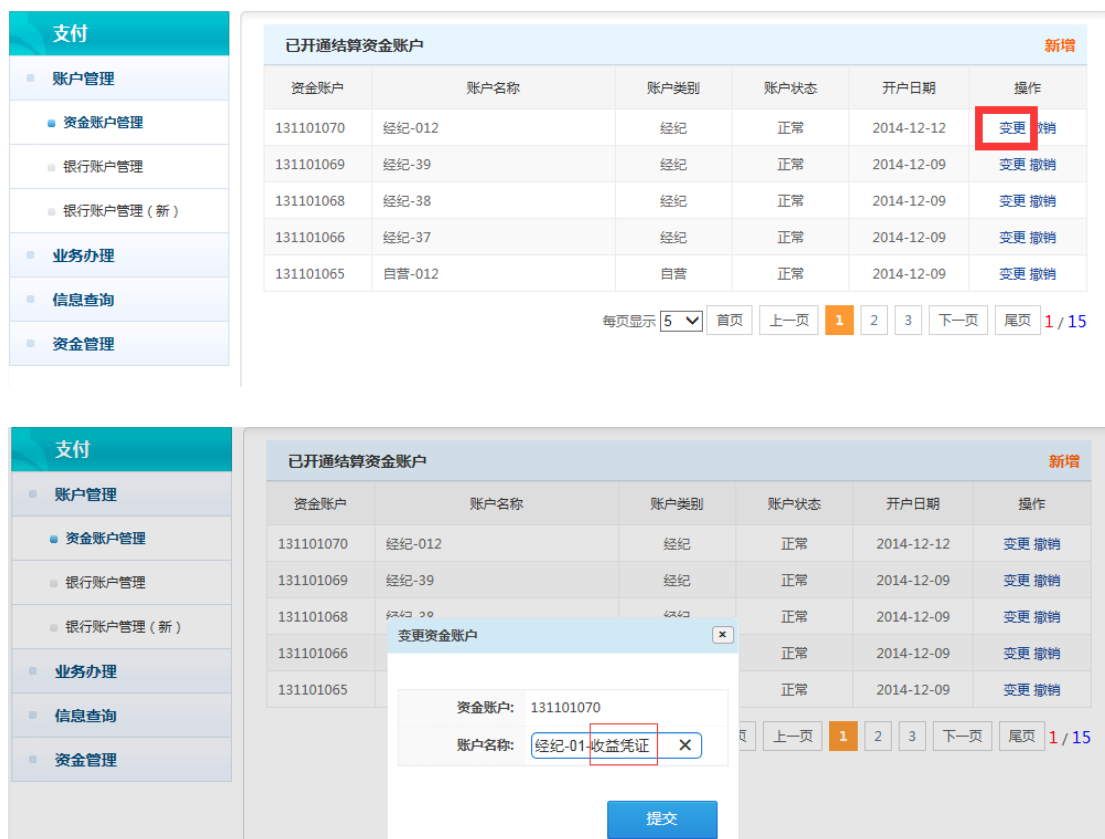 支付
账户管理
资金账户管理
银行账户管理
银行账户管理（新）
业务办理
信息查询
资金管理
已开通结算资金账户 新增
资金账户 账户名称 账户类别 账户状态 开户日期 操作
131101070 经纪-012 经纪 正常 2014-12-12 变更 撤销
131101069 经纪-39 经纪 正常 2014-12-09 变更 撤销
131101068 经纪-38 经纪 正常 2014-12-09 变更 撤销
131101066 经纪-37 经纪 正常 2014-12-09 变更 撤销
131101065 自营-012 自营 正常 2014-12-09 变更 撤销
每页显示 5 首页 上一页 1 2 3 下一页 尾页 1 / 15
支付
账户管理
资金账户管理
银行账户管理
银行账户管理（新）
业务办理
信息查询
资金管理
已开通结算资金账户 新增
资金账户 账户名称 账户类别 账户状态 开户日期 操作
131101070 经纪-012 经纪 正常 2014-12-12 变更 撤销
131101069 经纪-39 经纪 正常 2014-12-09 变更 撤销
131101068 经纪-38 经纪 正常 2014-12-09 变更 撤销
131101066 正常 2014-12-09 变更 撤销
131101065 正常 2014-12-09 变更 撤销
页 上一页 1 2 3 下一页 尾页 1 / 15
变更资金账户
资金账户: 131101070
账户名称: 经纪-01-收益凭证
提交